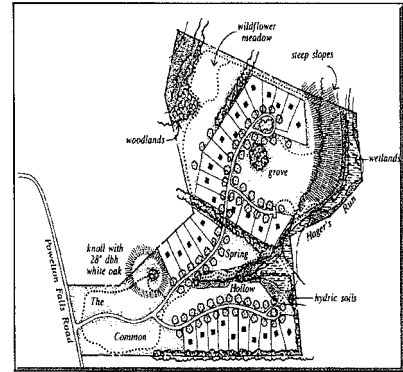 wildflower
meadow
steep slopes
woodlands
wetlands
grove
Hager's Run
knoll with
28" dbh
white oak
Spring
Hollow
hydric soils
Powelton Falls Road
The
Common